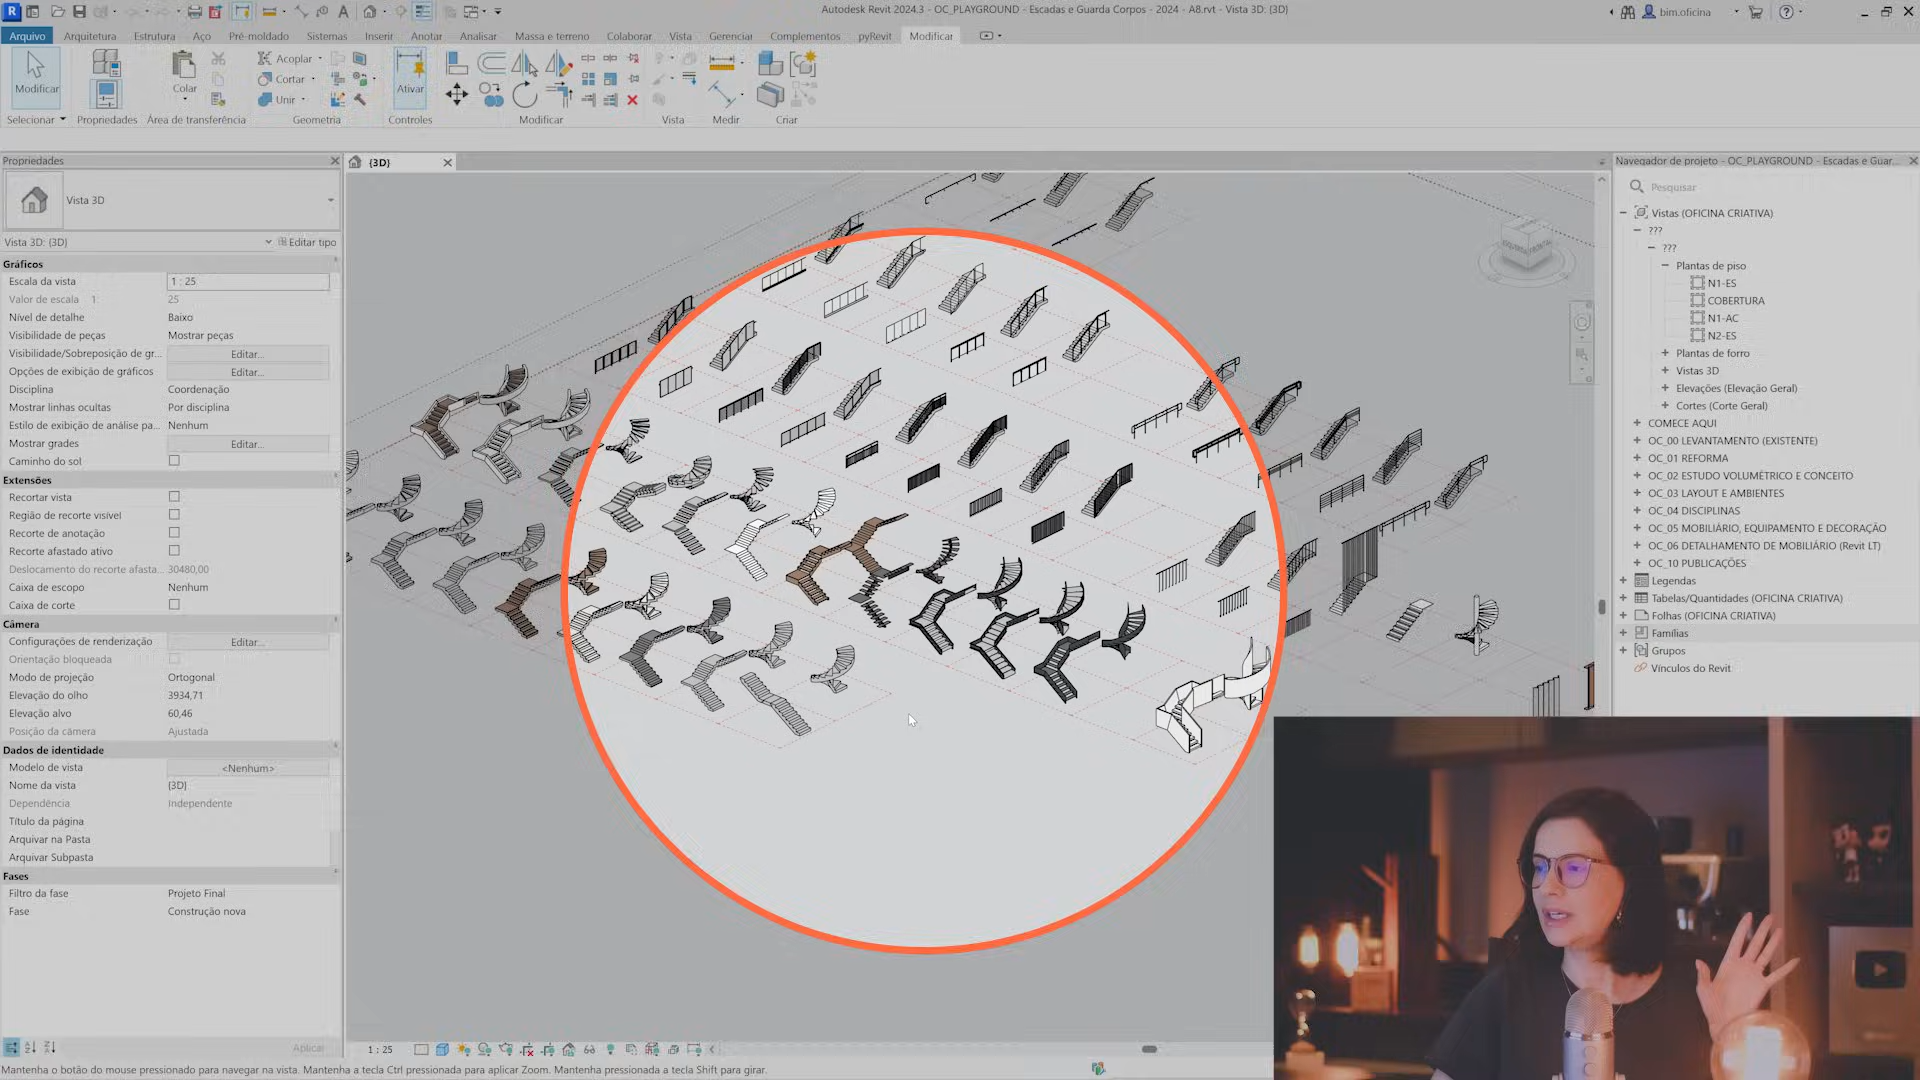 Autodesk Revit 2024.3 - OC_PLAYGROUND - Escadas e Guarda Corpos - 2024 - A8.rvt - Vista 3D: {3D}
bim.oficina
Arquivo Arquitetura Estrutura Aço Pré-moldado Sistemas Inserir Anotar Analisar Massa e terreno Colaborar Vista Gerenciar Complementos pyRevit Modificar
Modificar
Colar
Acoplar
Cortar
Unir
Ativar
Selecionar Propriedades Área de transferência Geometria Controles Modificar Vista Medir Criar
Propriedades
Vista 3D
Vista 3D: {3D} Editar tipo
Gráficos
Escala da vista 1 : 25
Valor de escala 1: 25
Nível de detalhe Baixo
Visibilidade de peças Mostrar peças
Visibilidade/Sobreposição de gr... Editar...
Opções de exibição de gráficos Editar...
Disciplina Coordenação
Mostrar linhas ocultas Por disciplina
Estilo de exibição de análise pa... Nenhum
Mostrar grades Editar...
Caminho do sol
Extensões
Recortar vista
Região de recorte visível
Recorte de anotação
Recorte afastado ativo
Deslocamento do recorte afasta... 30480,00
Caixa de escopo Nenhum
Caixa de corte
Câmera
Configurações de renderização Editar...
Orientação bloqueada
Modo de projeção Ortogonal
Elevação do olho 3934,71
Elevação alvo 60,46
Posição da câmera Ajustada
Dados de identidade
Modelo de vista <Nenhum>
Nome da vista {3D}
Dependência Independente
Título da página
Arquivar na Pasta
Arquivar Subpasta
Fases
Filtro da fase Projeto Final
Fase Construção nova
Aplicar
{3D}
FRONTAL
1 : 25
Navegador de projeto - OC_PLAYGROUND - Escadas e Guar...
Pesquisar
Vistas (OFICINA CRIATIVA)
???
???
Plantas de piso
N1-ES
COBERTURA
N1-AC
N2-ES
Plantas de forro
Vistas 3D
Elevações (Elevação Geral)
Cortes (Corte Geral)
COMECE AQUI
OC_00 LEVANTAMENTO (EXISTENTE)
OC_01 REFORMA
OC_02 ESTUDO VOLUMÉTRICO E CONCEITO
OC_03 LAYOUT E AMBIENTES
OC_04 DISCIPLINAS
OC_05 MOBILIÁRIO, EQUIPAMENTO E DECORAÇÃO
OC_06 DETALHAMENTO DE MOBILIÁRIO (Revit LT)
OC_10 PUBLICAÇÕES
Legendas
Tabelas/Quantidades (OFICINA CRIATIVA)
Folhas (OFICINA CRIATIVA)
Famílias
Grupos
Vínculos do Revit
Mantenha o botão do mouse pressionado para navegar na vista. Mantenha a tecla Ctrl pressionada para aplicar Zoom. Mantenha pressionada a tecla Shift para girar.